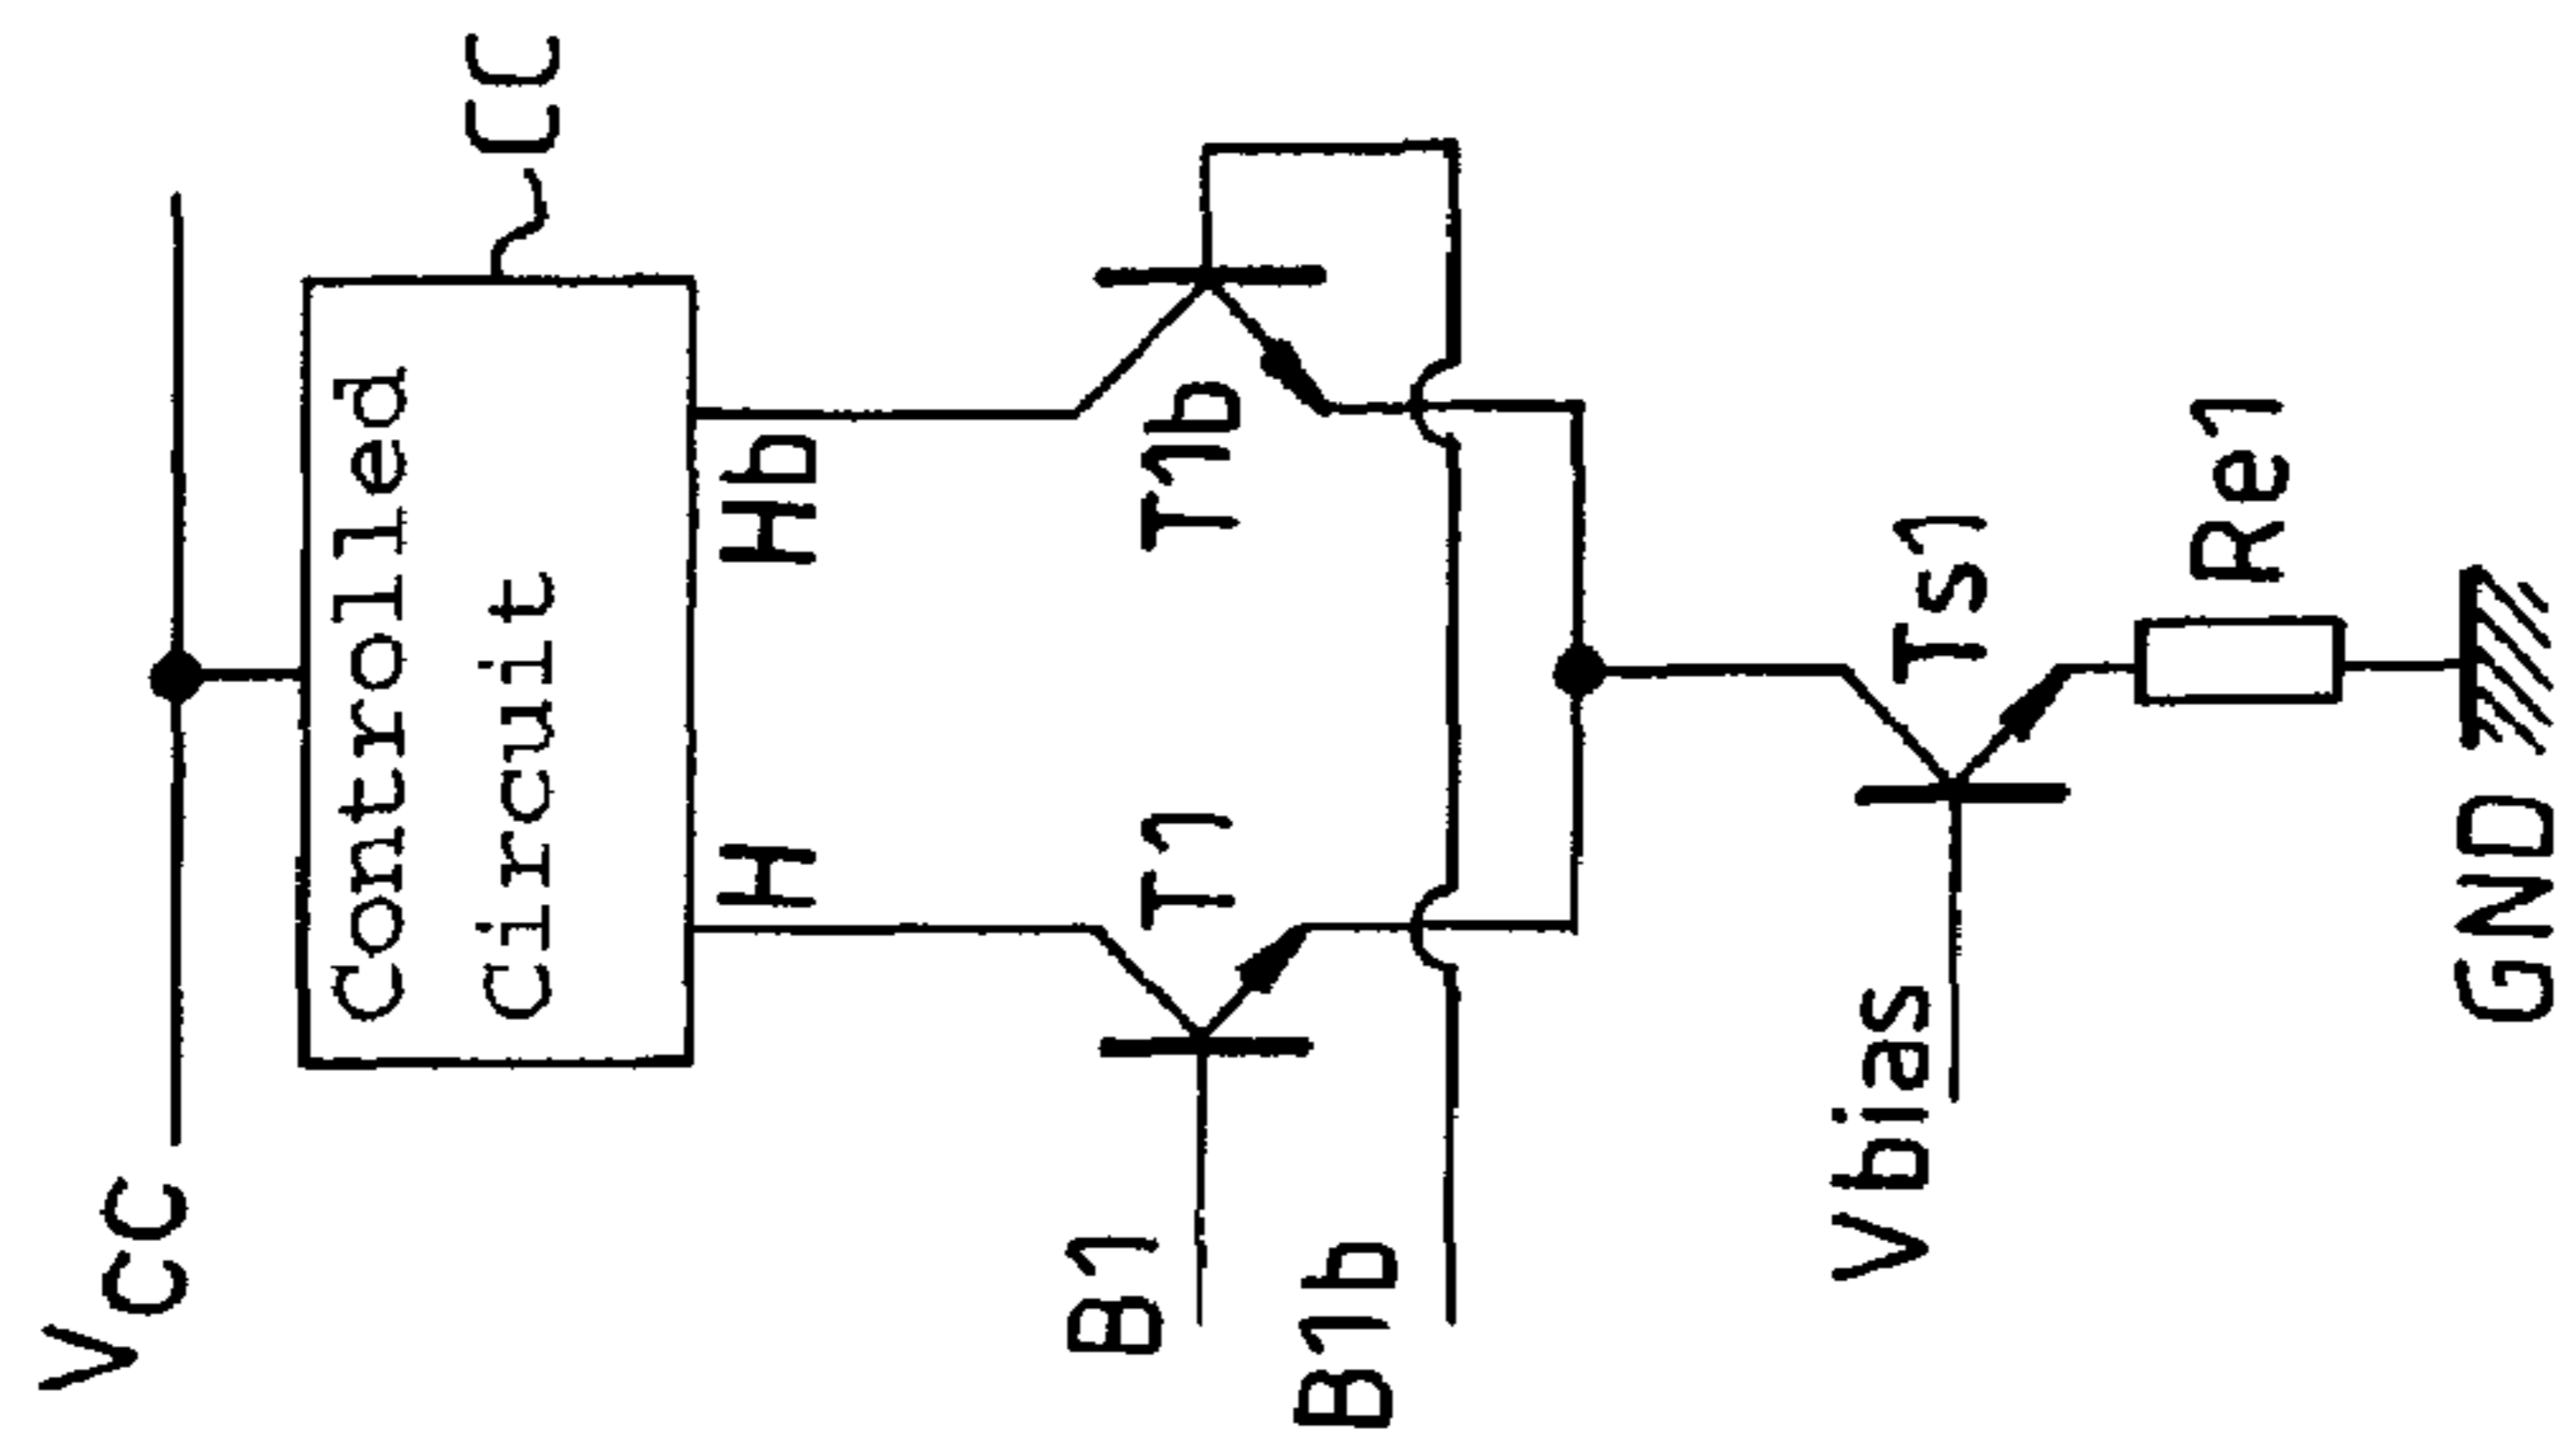 VCC
Controlled
Circuit
CC
H
Hb
B1
T1
T1b
B1b
Vbias
Ts1
Re1
GND